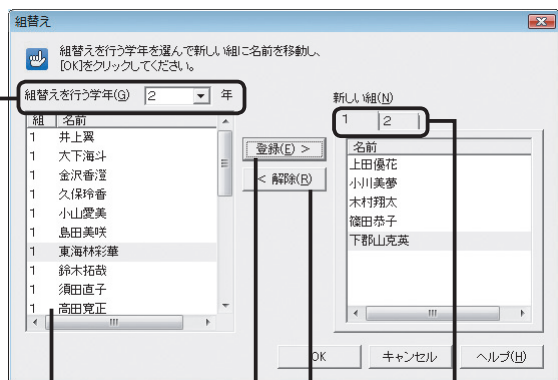 組替え
組替えを行う学年を選んで新しい組に名前を移動し、
[OK]をクリックしてください。
組替えを行う学年(G) 2 年
組 名前
1 井上翼
1 大下海斗
1 金沢香澄
1 久保玲香
1 小山愛美
1 島田美咲
1 東海林彩華
1 鈴木拓哉
1 須田直子
1 高田寛正
登録(E) >
< 解除(R)
新しい組(N)
1 2
名前
上田優花
小川美夢
木村翔太
篠田恭子
下郡山克英
OK キャンセル ヘルプ(H)